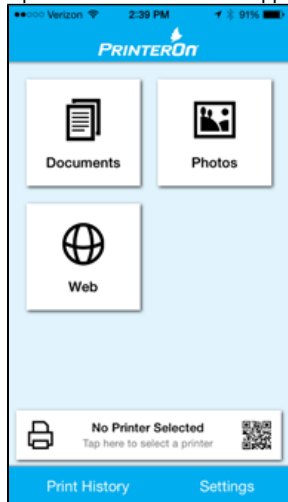 Verizon 2:39 PM 91%
PRINTERON
Documents Photos
Web
No Printer Selected
Tap here to select a printer
Print History Settings